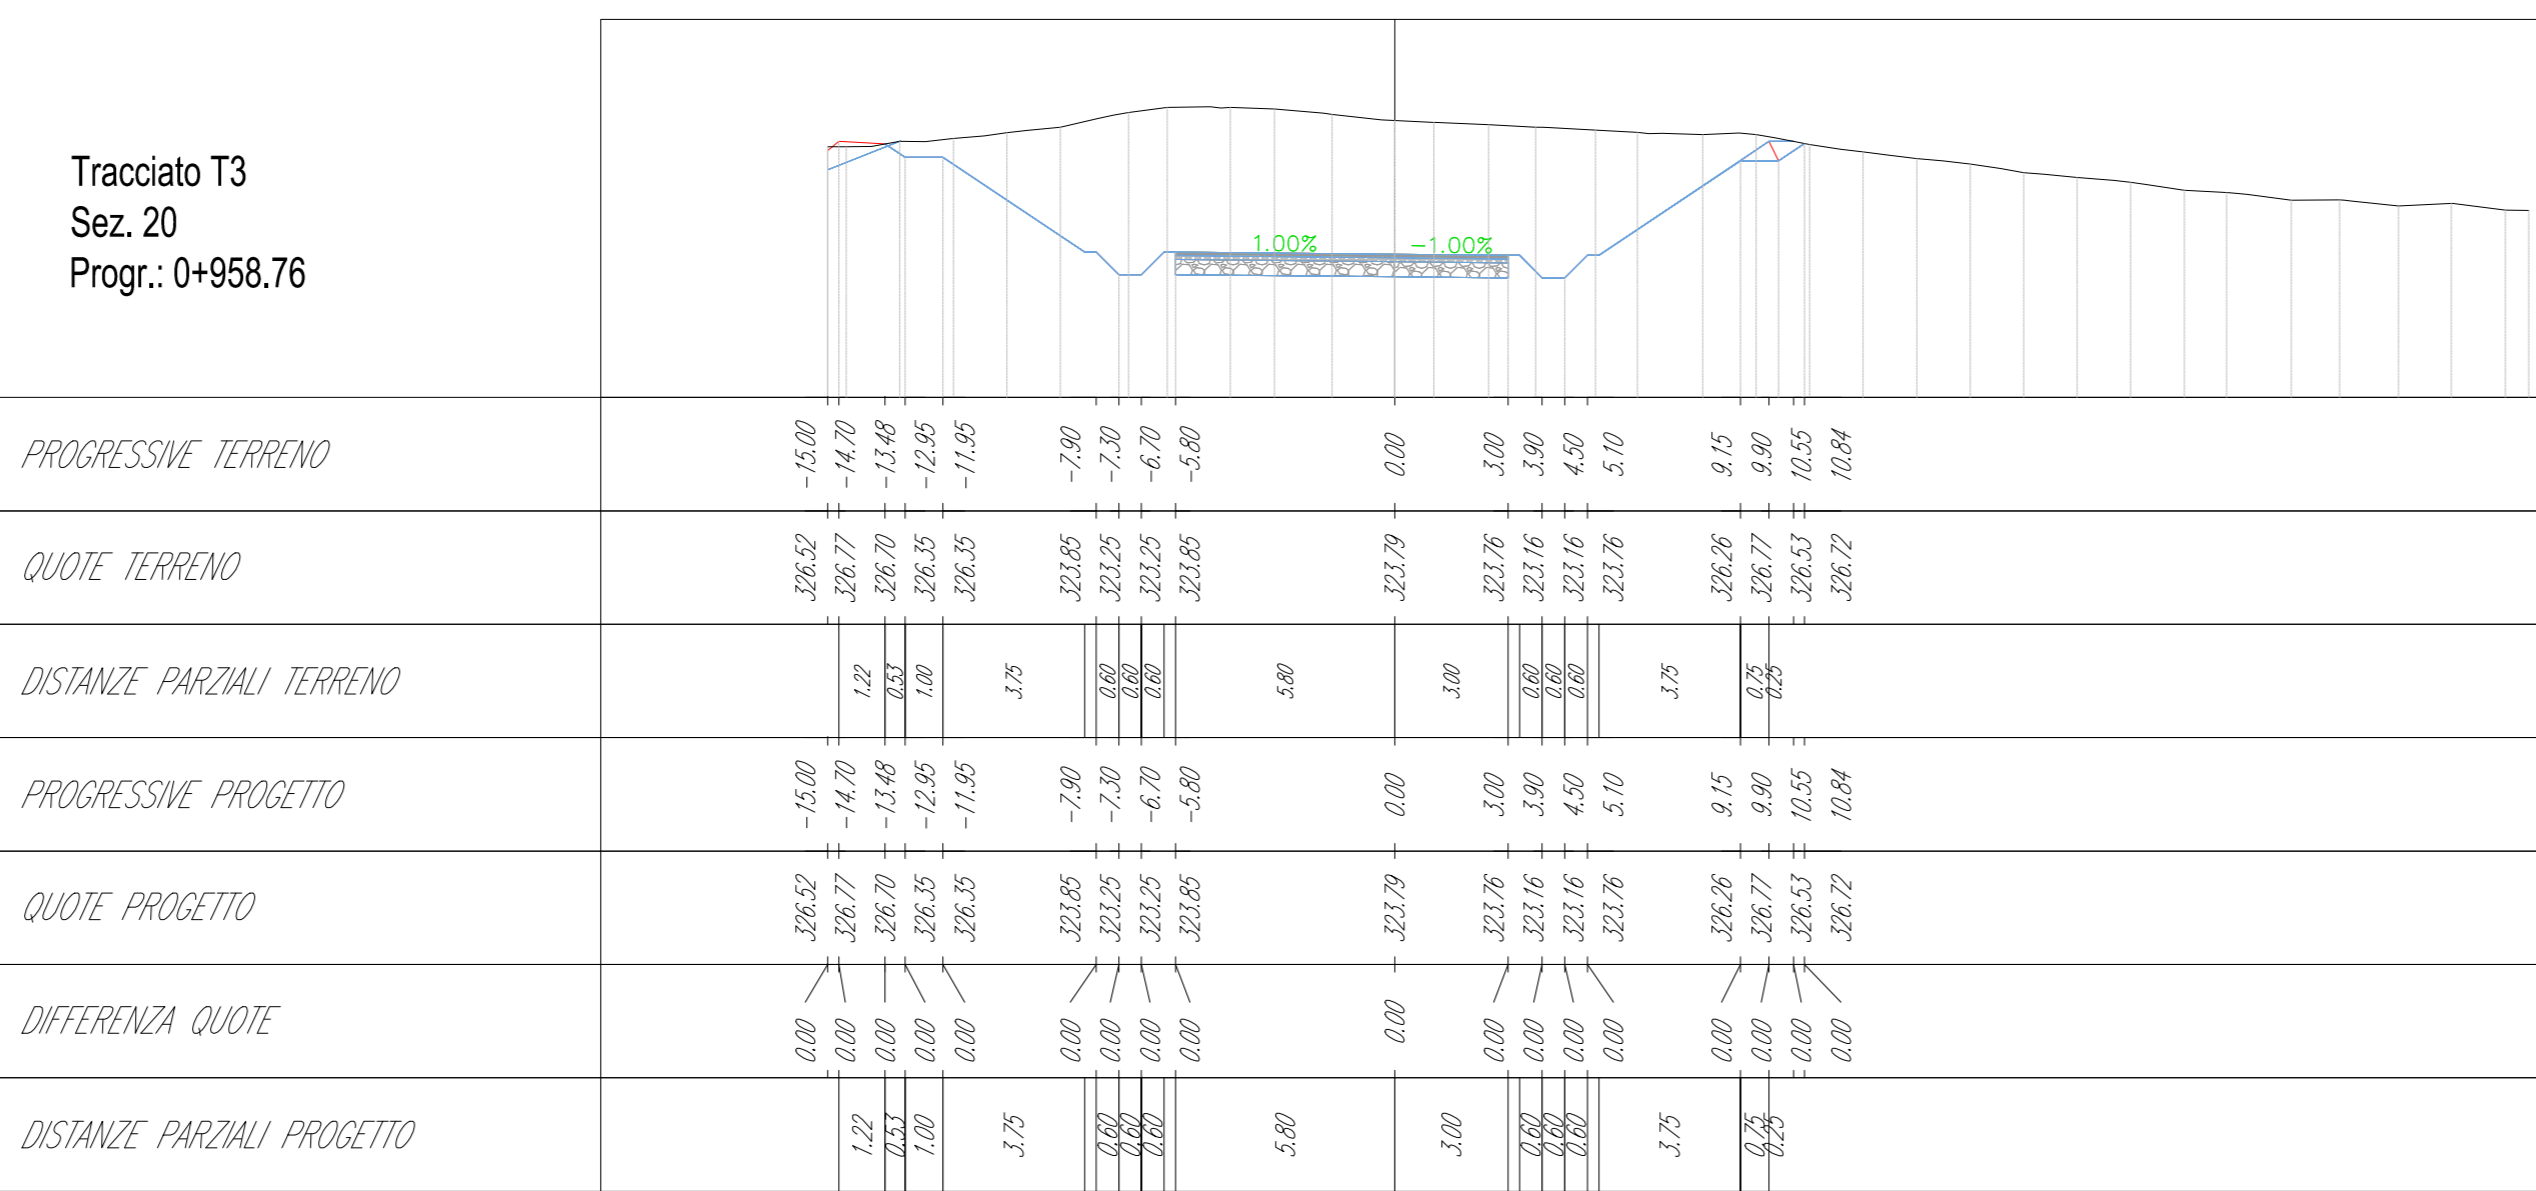 Tracciato T3
Sez. 20
Progr.: 0+958.76
1.00% -1.00%
PROGRESSIVE TERRENO -15.00 -14.70 -13.48 -12.95 -11.95 -7.90 -7.30 -6.70 -5.80 0.00 3.00 3.90 4.50 5.10 9.15 9.90 10.55 10.84
QUOTE TERRENO 326.52 326.77 326.70 326.35 326.35 323.85 323.25 323.25 323.85 323.79 323.76 323.16 323.16 323.76 326.26 326.77 326.53 326.72
DISTANZE PARZIALI TERRENO 1.22 0.53 1.00 3.75 0.60 0.60 0.60 5.80 3.00 0.60 0.60 0.60 3.75 0.75 0.25
PROGRESSIVE PROGETTO -15.00 -14.70 -13.48 -12.95 -11.95 -7.90 -7.30 -6.70 -5.80 0.00 3.00 3.90 4.50 5.10 9.15 9.90 10.55 10.84
QUOTE PROGETTO 326.52 326.77 326.70 326.35 326.35 323.85 323.25 323.25 323.85 323.79 323.76 323.16 323.16 323.76 326.26 326.77 326.53 326.72
DIFFERENZA QUOTE 0.00 0.00 0.00 0.00 0.00 0.00 0.00 0.00 0.00 0.00 0.00 0.00 0.00 0.00 0.00 0.00 0.00 0.00
DISTANZE PARZIALI PROGETTO 1.22 0.53 1.00 3.75 0.60 0.60 0.60 5.80 3.00 0.60 0.60 0.60 3.75 0.75 0.25